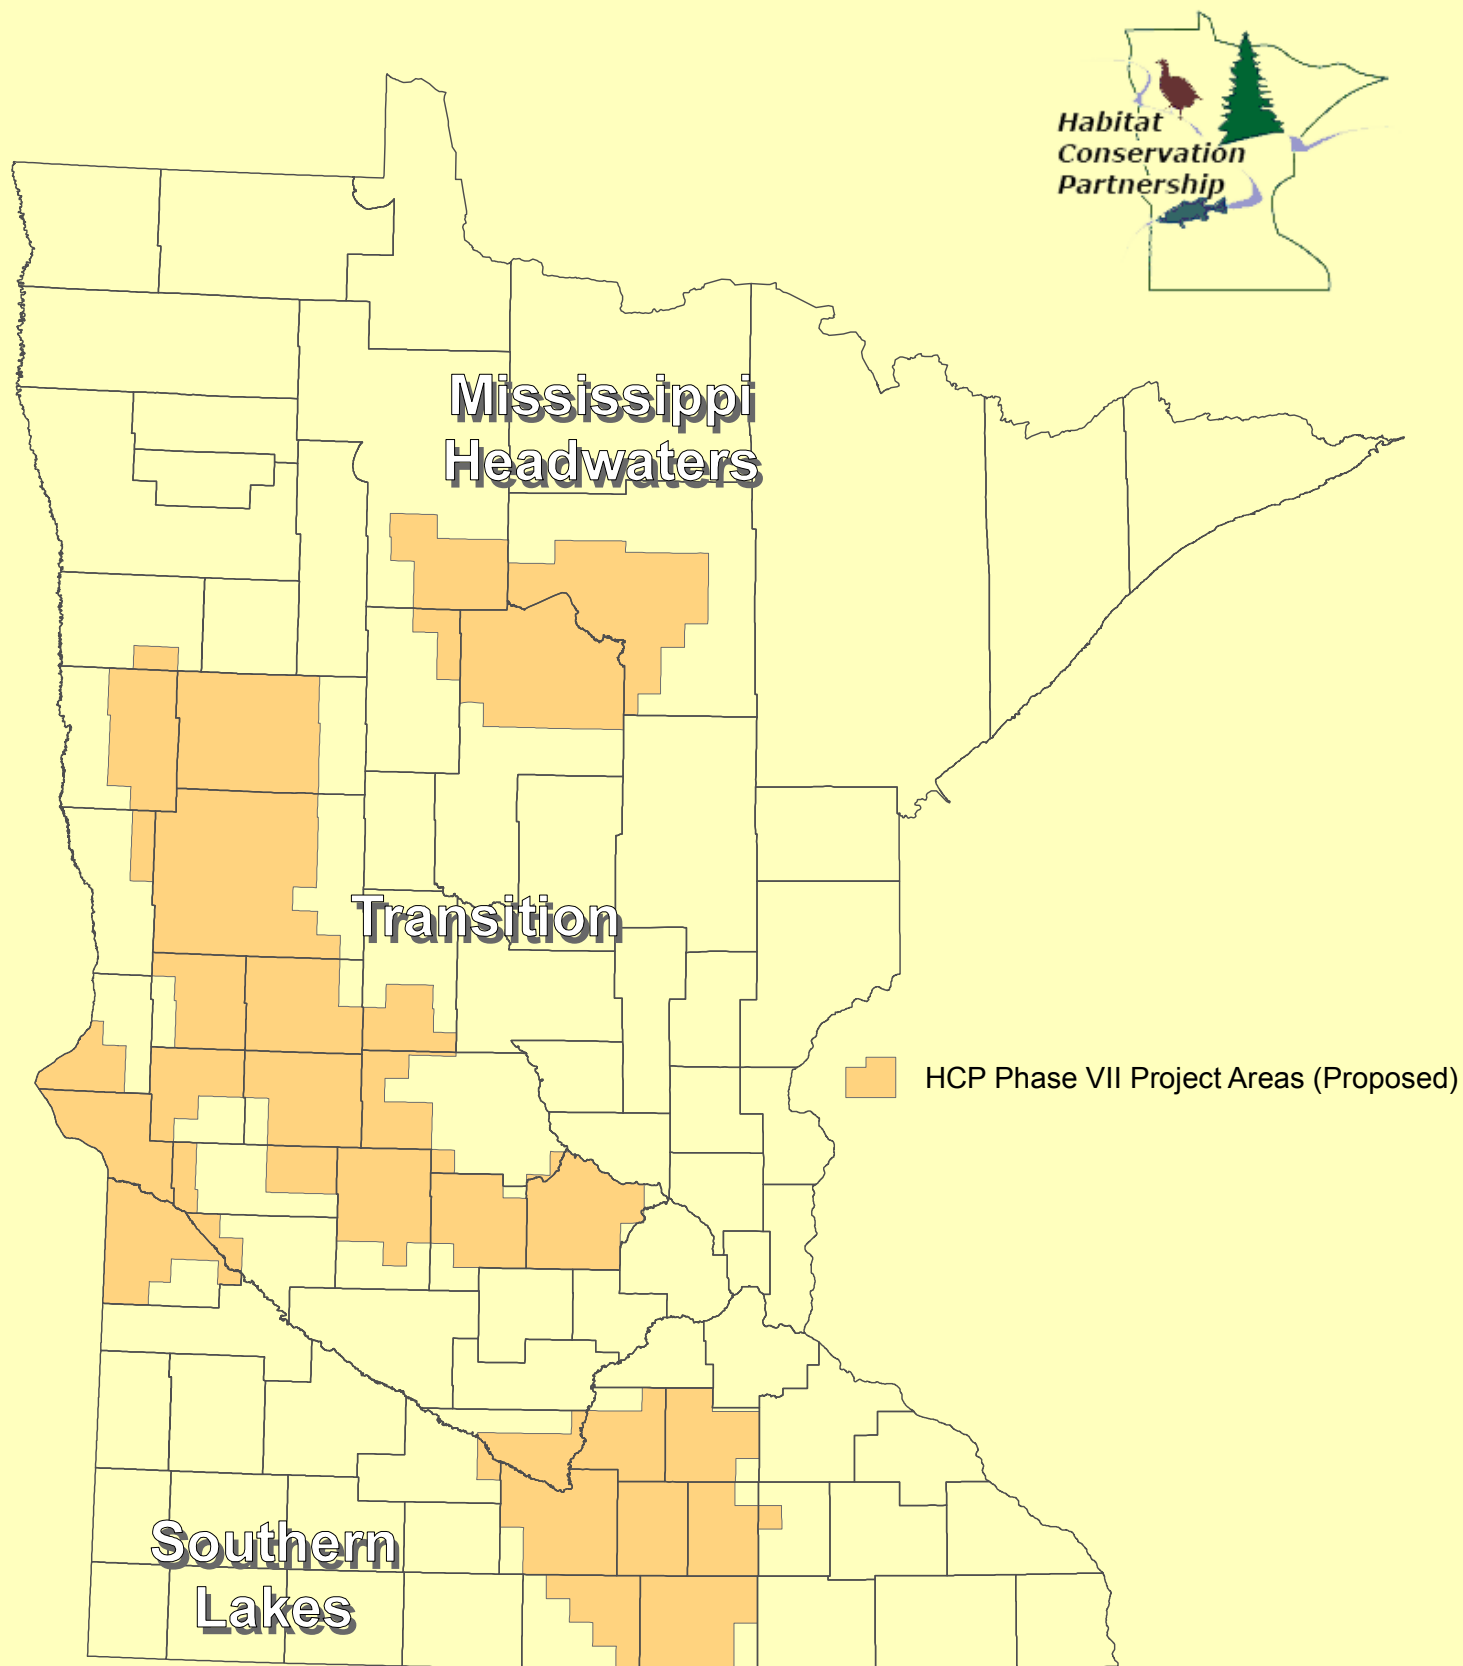 Habitat
Conservation
Partnership
Mississippi
Headwaters
Transition
HCP Phase VII Project Areas (Proposed)
Southern
Lakes